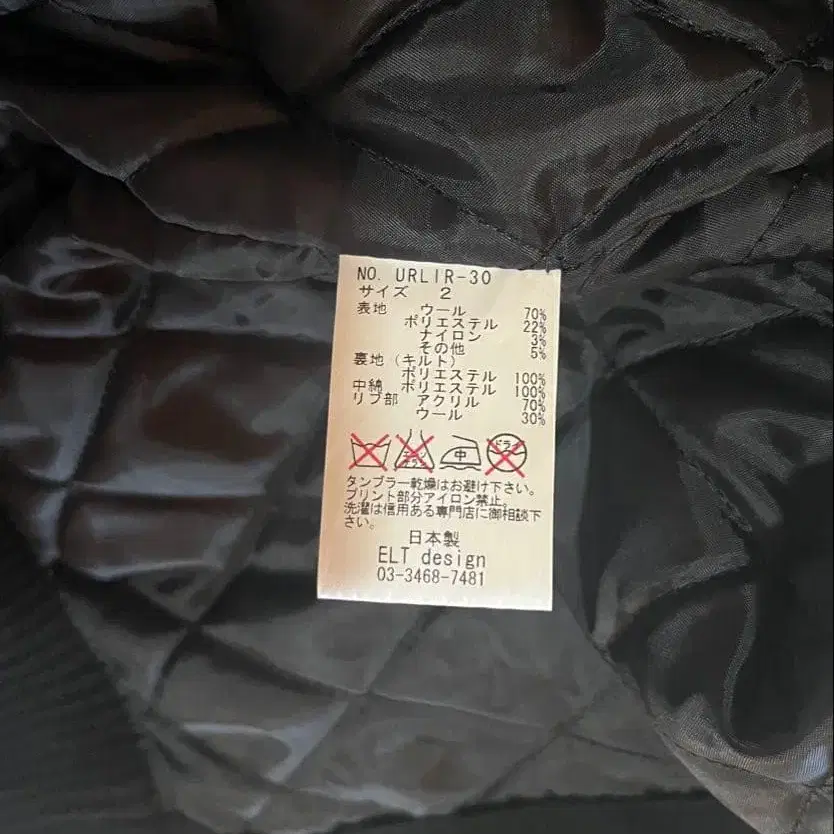 NO. URLIR-30
サイズ 2
表地 ウール 70%
ポリエステル 22%
ナイロン 3%
その他 5%
裏地(キルト)
ポリエステル 100%
中綿 ポリエステル 100%
リブ部 アクリル 70%
ウール 30%
中 ドライ
タンブラー乾燥はお避け下さい。
プリント部分アイロン禁止。
洗濯は信用ある専門店に御相談下
さい。
日本製
ELT design
03-3468-7481